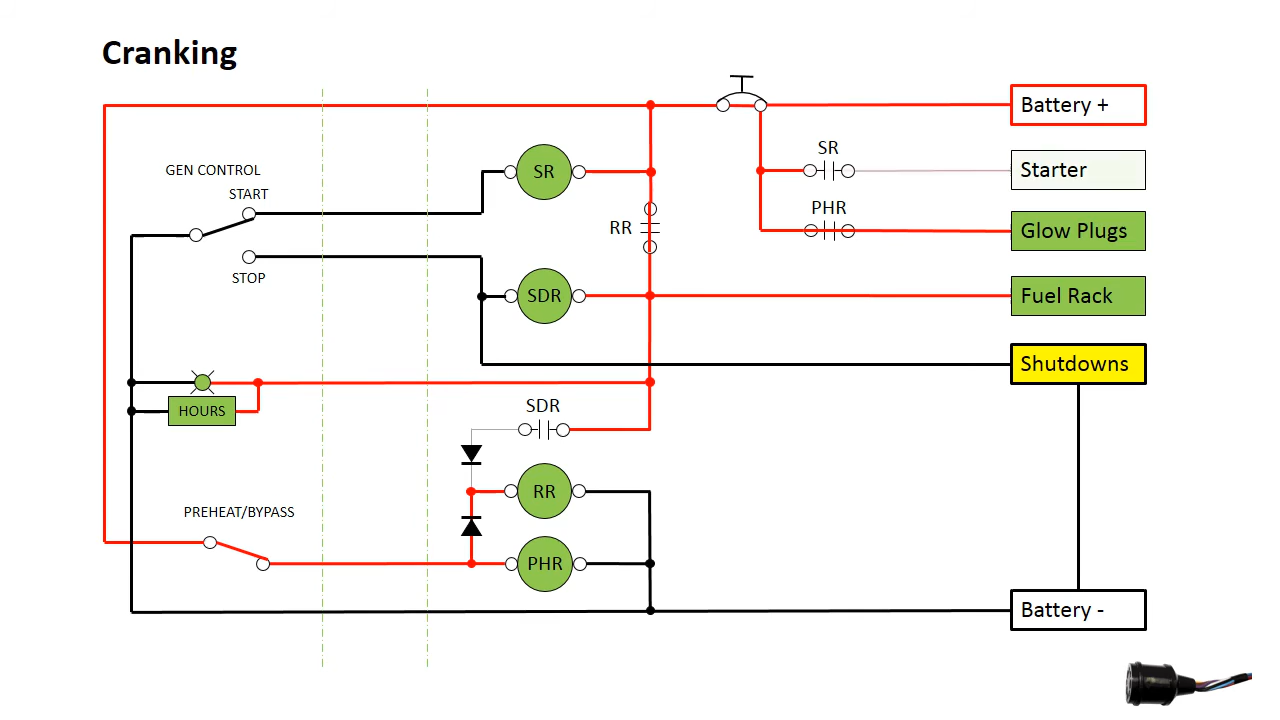 Cranking
Battery +
SR
Starter
GEN CONTROL
SR
START
PHR
RR
Glow Plugs
STOP
SDR
Fuel Rack
Shutdowns
HOURS
SDR
RR
PREHEAT/BYPASS
PHR
Battery -